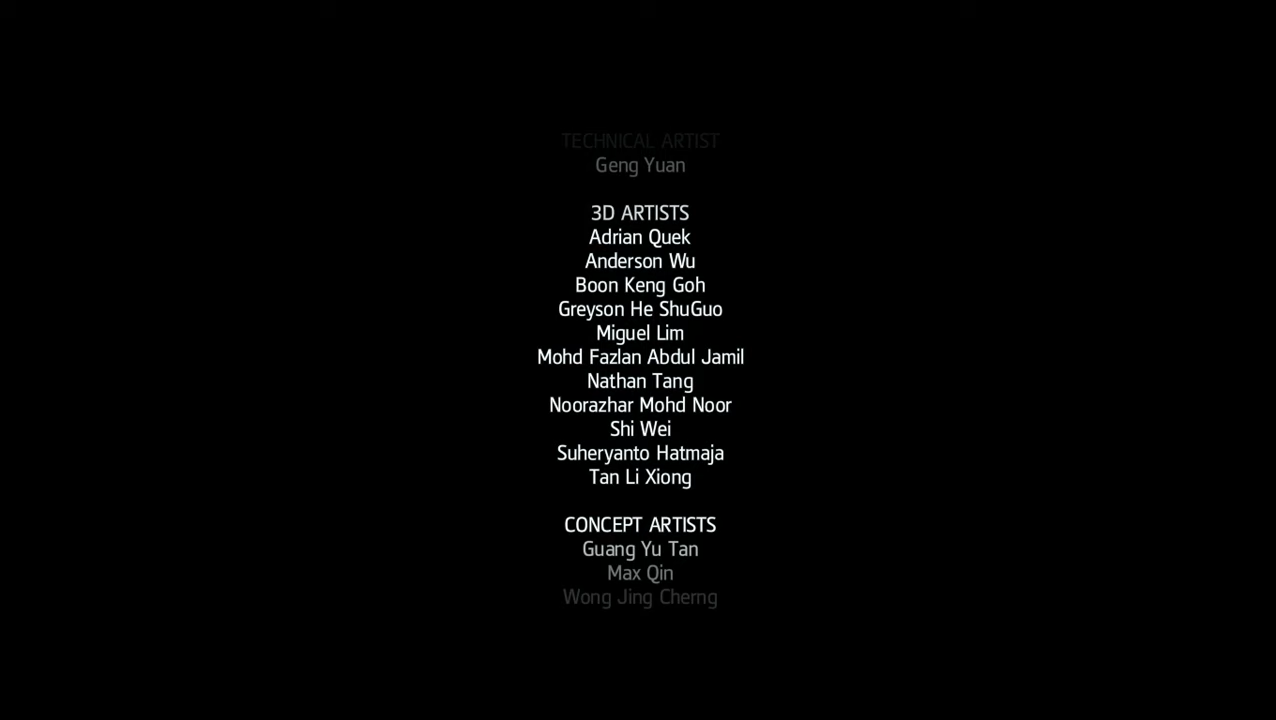 TECHNICAL ARTIST
Geng Yuan
3D ARTISTS
Adrian Quek
Anderson Wu
Boon Keng Goh
Greyson He ShuGuo
Miguel Lim
Mohd Fazlan Abdul Jamil
Nathan Tang
Noorazhar Mohd Noor
Shi Wei
Suheryanto Hatmaja
Tan Li Xiong
CONCEPT ARTISTS
Guang Yu Tan
Max Qin
Wong Jing Cherng